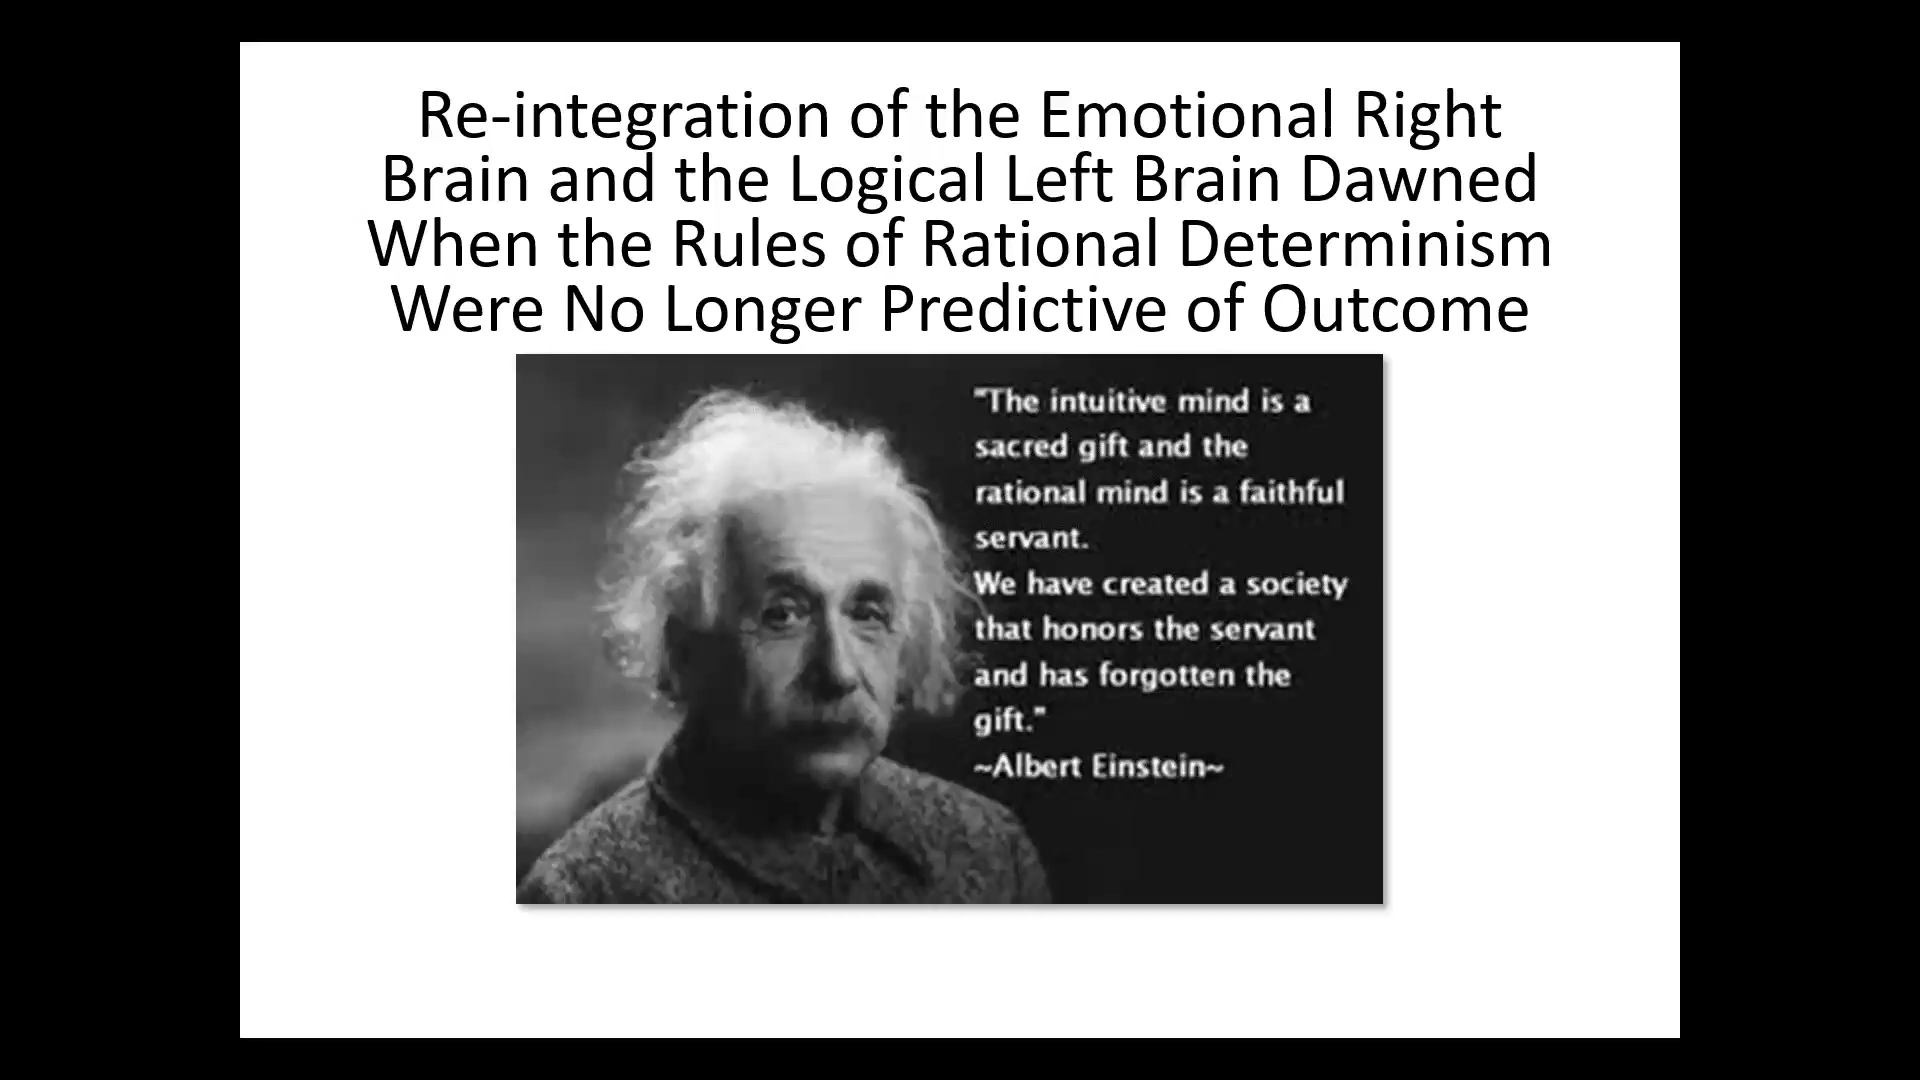 Re-integration of the Emotional Right
Brain and the Logical Left Brain Dawned
When the Rules of Rational Determinism
Were No Longer Predictive of Outcome
"The intuitive mind is a
sacred gift and the
rational mind is a faithful
servant.
We have created a society
that honors the servant
and has forgotten the
gift."
~Albert Einstein~